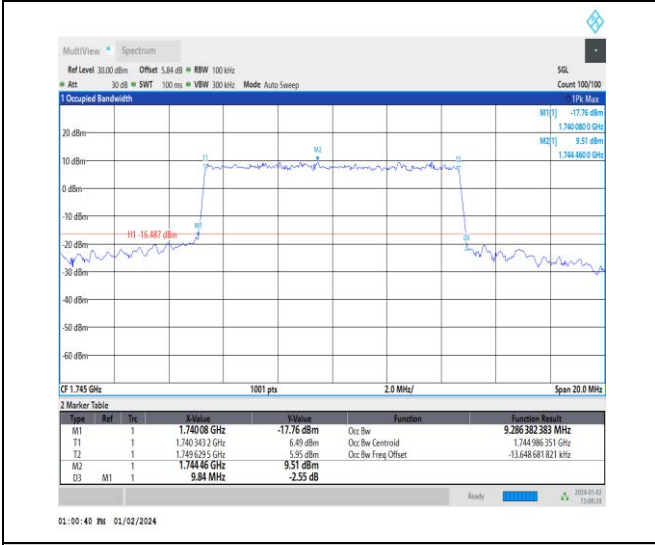 MultiView Spectrum
Ref Level 30.00 dBm Offset 5.84 dB RBW 100 kHz SGL
Att 30 dB SWT 100 ms VBW 300 kHz Mode Auto Sweep Count 100/100
1 Occupied Bandwidth 1Pk Max
M1[1] -17.76 dBm
1.740 080 0 GHz
M2[1] 9.51 dBm
1.744 460 0 GHz
20 dBm
M2
T1
T2
10 dBm
0 dBm
-10 dBm
M1
H1 -16.487 dBm
D3
-20 dBm
-30 dBm
-40 dBm
-50 dBm
-60 dBm
CF 1.745 GHz 1001 pts 2.0 MHz/ Span 20.0 MHz
2 Marker Table
Type Ref Trc X-Value Y-Value Function Function Result
M1 1 1.740 08 GHz -17.76 dBm Occ Bw 9.286 382 383 MHz
T1 1 1.740 343 2 GHz 6.49 dBm Occ Bw Centroid 1.744 986 351 GHz
T2 1 1.749 629 5 GHz 5.95 dBm Occ Bw Freq Offset -13.648 681 821 kHz
M2 1 1.744 46 GHz 9.51 dBm
D3 M1 1 9.84 MHz -2.55 dB
Ready 2024-01-02
13:00:39
01:00:40 PM 01/02/2024